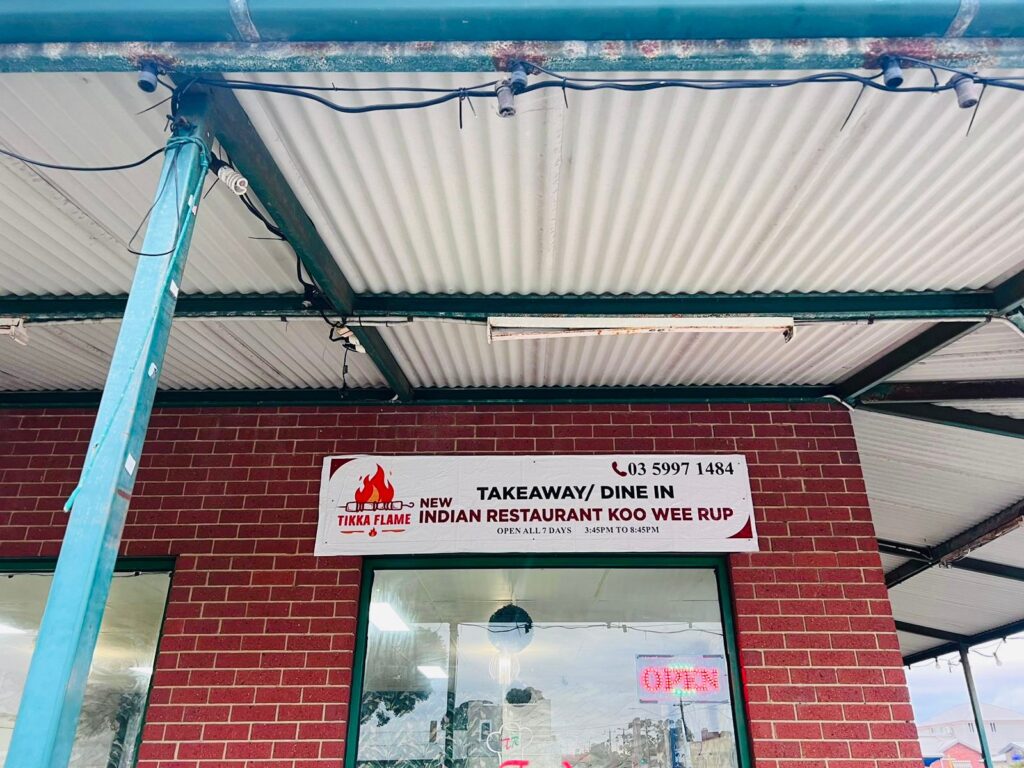 03 5997 1484
TAKEAWAY/ DINE IN
TIKKA FLAME
NEW INDIAN RESTAURANT KOO WEE RUP
OPEN ALL 7 DAYS 3:45PM TO 8:45PM
OPEN